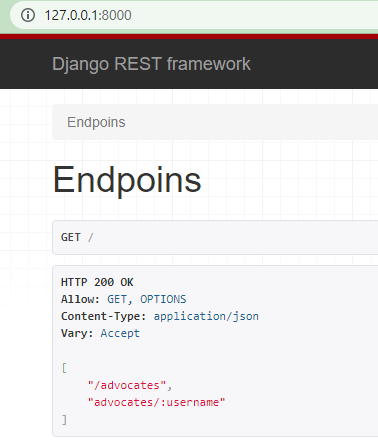 127.0.0.1:8000
Django REST framework
Endpoins
Endpoins
GET /
HTTP 200 OK
Allow: GET, OPTIONS
Content-Type: application/json
Vary: Accept
[
    "/advocates",
    "advocates/:username"
]